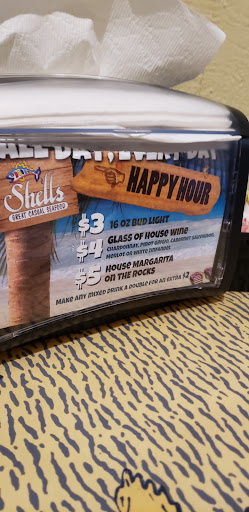 ALL DAY, EVERY DAY
Shells
GREAT CASUAL SEAFOOD
HAPPY HOUR
$3 16 OZ BUD LIGHT
$4 GLASS OF HOUSE WINE
CHARDONNAY, PINOT GRIGIO, CABERNET SAUVIGNON,
MERLOT OR WHITE ZINFANDEL
$5 HOUSE MARGARITA
ON THE ROCKS
MAKE ANY MIXED DRINK A DOUBLE FOR AN EXTRA $2